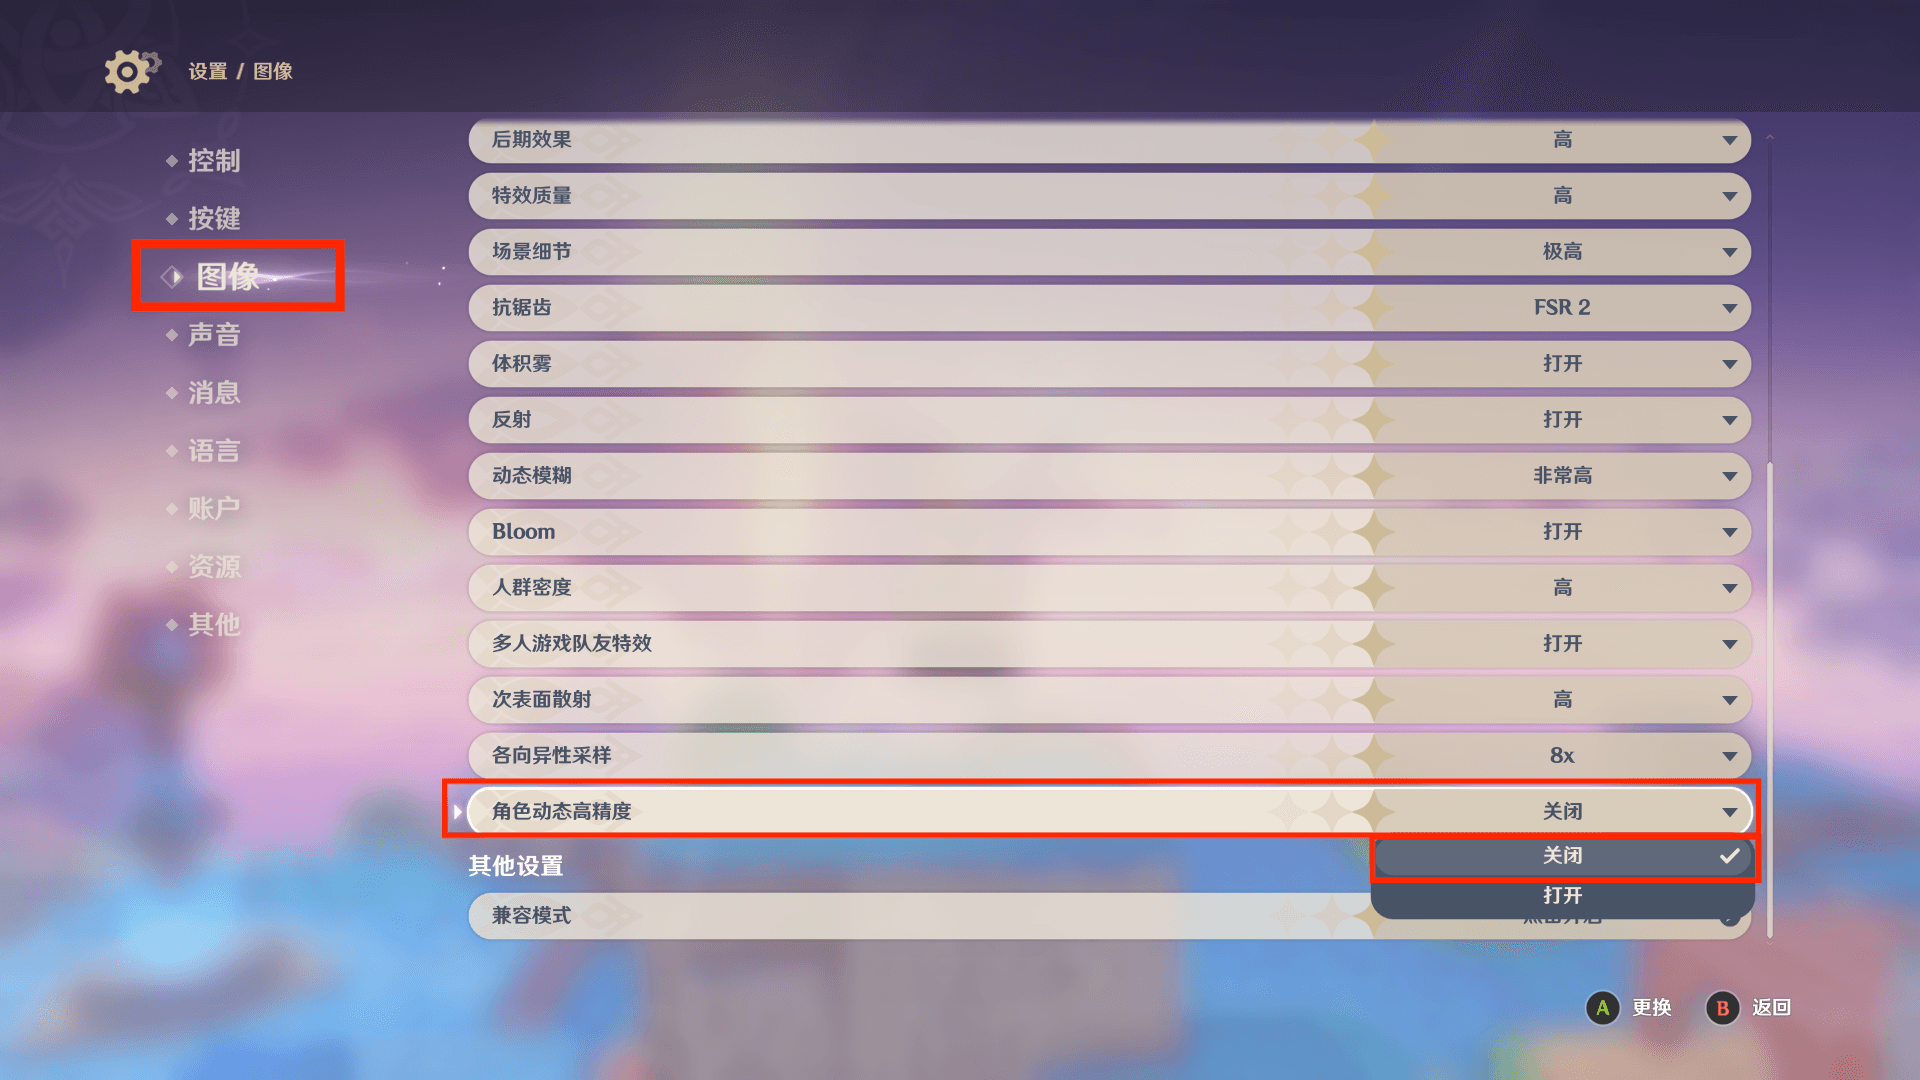 设置 / 图像
控制
按键
图像
声音
消息
语言
账户
资源
其他
后期效果 高
特效质量 高
场景细节 极高
抗锯齿 FSR 2
体积雾 打开
反射 打开
动态模糊 非常高
Bloom 打开
人群密度 高
多人游戏队友特效 打开
次表面散射 高
各向异性采样 8x
角色动态高精度 关闭
关闭
打开
其他设置
兼容模式
A 更换 B 返回